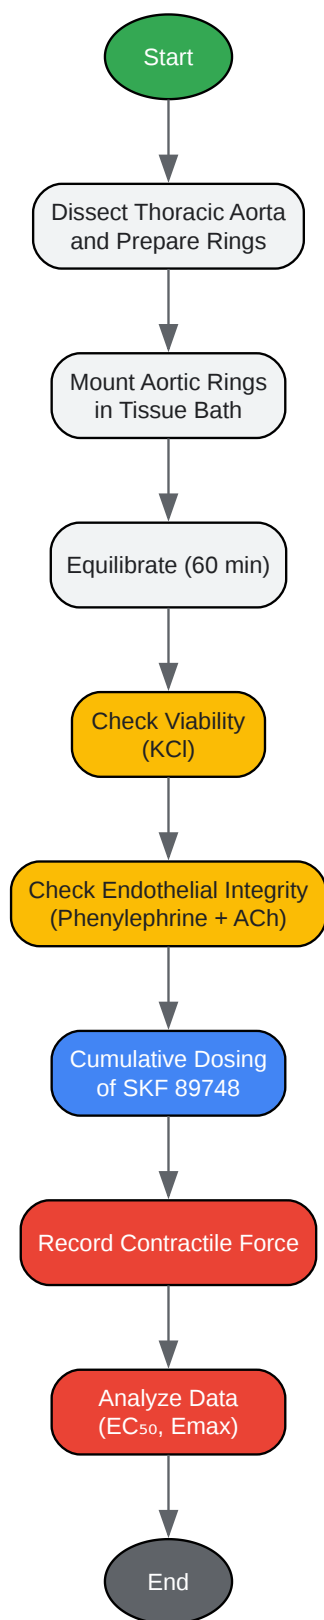 Start
Dissect Thoracic Aorta
and Prepare Rings
Mount Aortic Rings
in Tissue Bath
Equilibrate (60 min)
Check Viability
(KCl)
Check Endothelial Integrity
(Phenylephrine + ACh)
Cumulative Dosing
of SKF 89748
Record Contractile Force
Analyze Data
(EC₅₀, Emax)
End